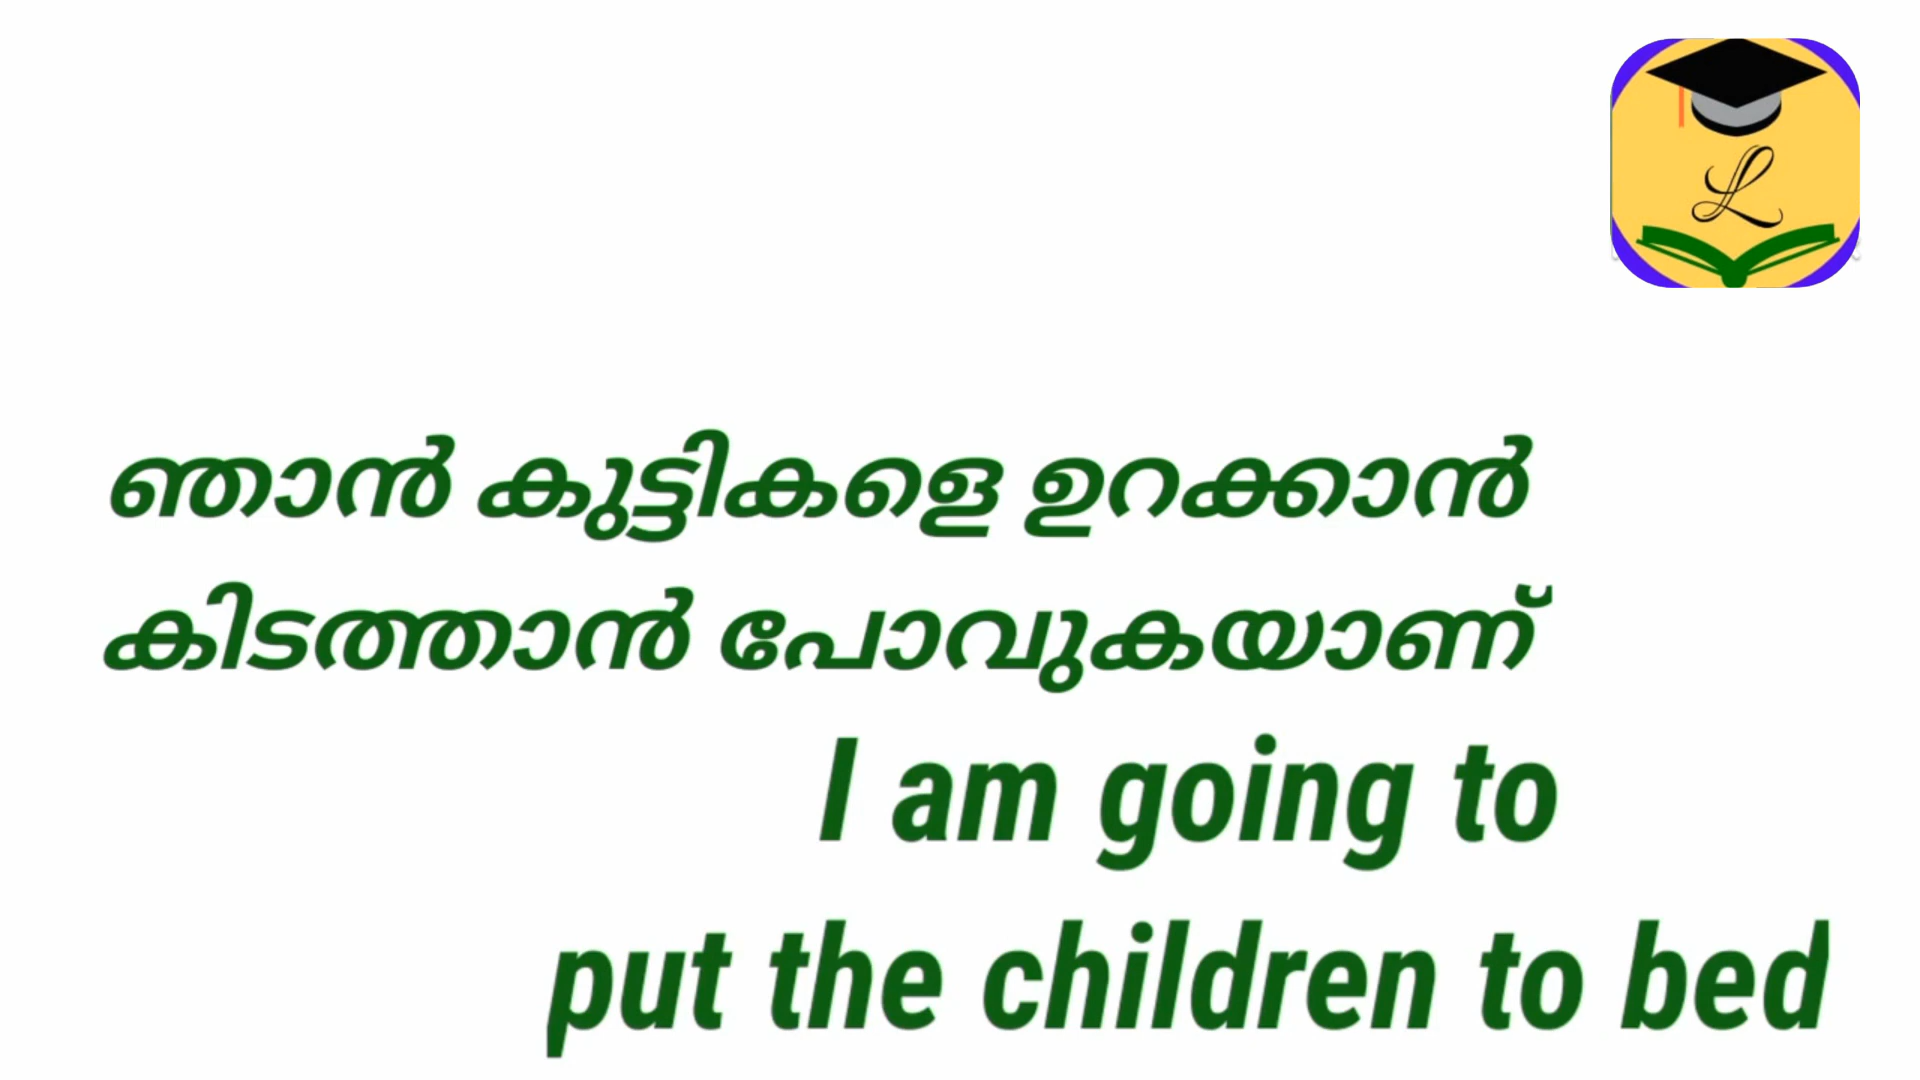 ഞാൻ കുട്ടികളെ ഉറക്കാൻ
കിടത്താൻ പോവുകയാണ്
I am going to
put the children to bed
L